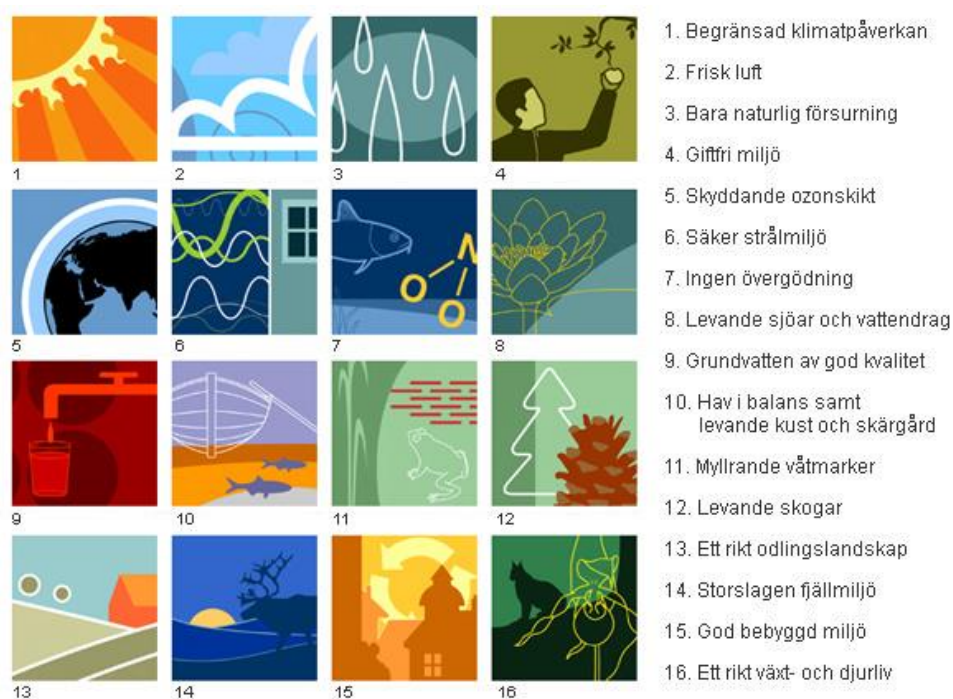 1
2
3
4
5
6
7
8
9
10
11
12
13
14
15
16
O
N
O
1. Begränsad klimatpåverkan
2. Frisk luft
3. Bara naturlig försurning
4. Giftfri miljö
5. Skyddande ozonskikt
6. Säker strålmiljö
7. Ingen övergödning
8. Levande sjöar och vattendrag
9. Grundvatten av god kvalitet
10. Hav i balans samt
levande kust och skärgård
11. Myllrande våtmarker
12. Levande skogar
13. Ett rikt odlingslandskap
14. Storslagen fjällmiljö
15. God bebyggd miljö
16. Ett rikt växt- och djurliv